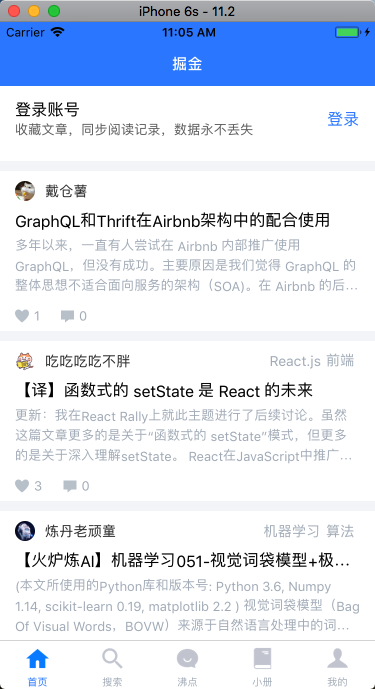 iPhone 6s - 11.2
Carrier 11:05 AM
掘金
登录账号
收藏文章，同步阅读记录，数据永不丢失
登录
戴仓薯
GraphQL和Thrift在Airbnb架构中的配合使用
多年以来，一直有人尝试在 Airbnb 内部推广使用
GraphQL，但没有成功。主要原因是我们觉得 GraphQL 的
整体思想不适合面向服务的架构（SOA)。在 Airbnb 的后...
1 0
吃吃吃吃不胖 React.js 前端
【译】函数式的 setState 是 React 的未来
更新：我在React Rally上就此主题进行了后续讨论。虽然
这篇文章更多的是关于“函数式的 setState”模式，但更多
的是关于深入理解setState。 React在JavaScript中推广...
3 0
炼丹老顽童 机器学习 算法
【火炉炼AI】机器学习051-视觉词袋模型+极...
(本文所使用的Python库和版本号: Python 3.6, Numpy
1.14, scikit-learn 0.19, matplotlib 2.2 ) 视觉词袋模型（Bag
Of Visual Words，BOVW）来源于自然语言处理中的词...
首页 搜索 沸点 小册 我的